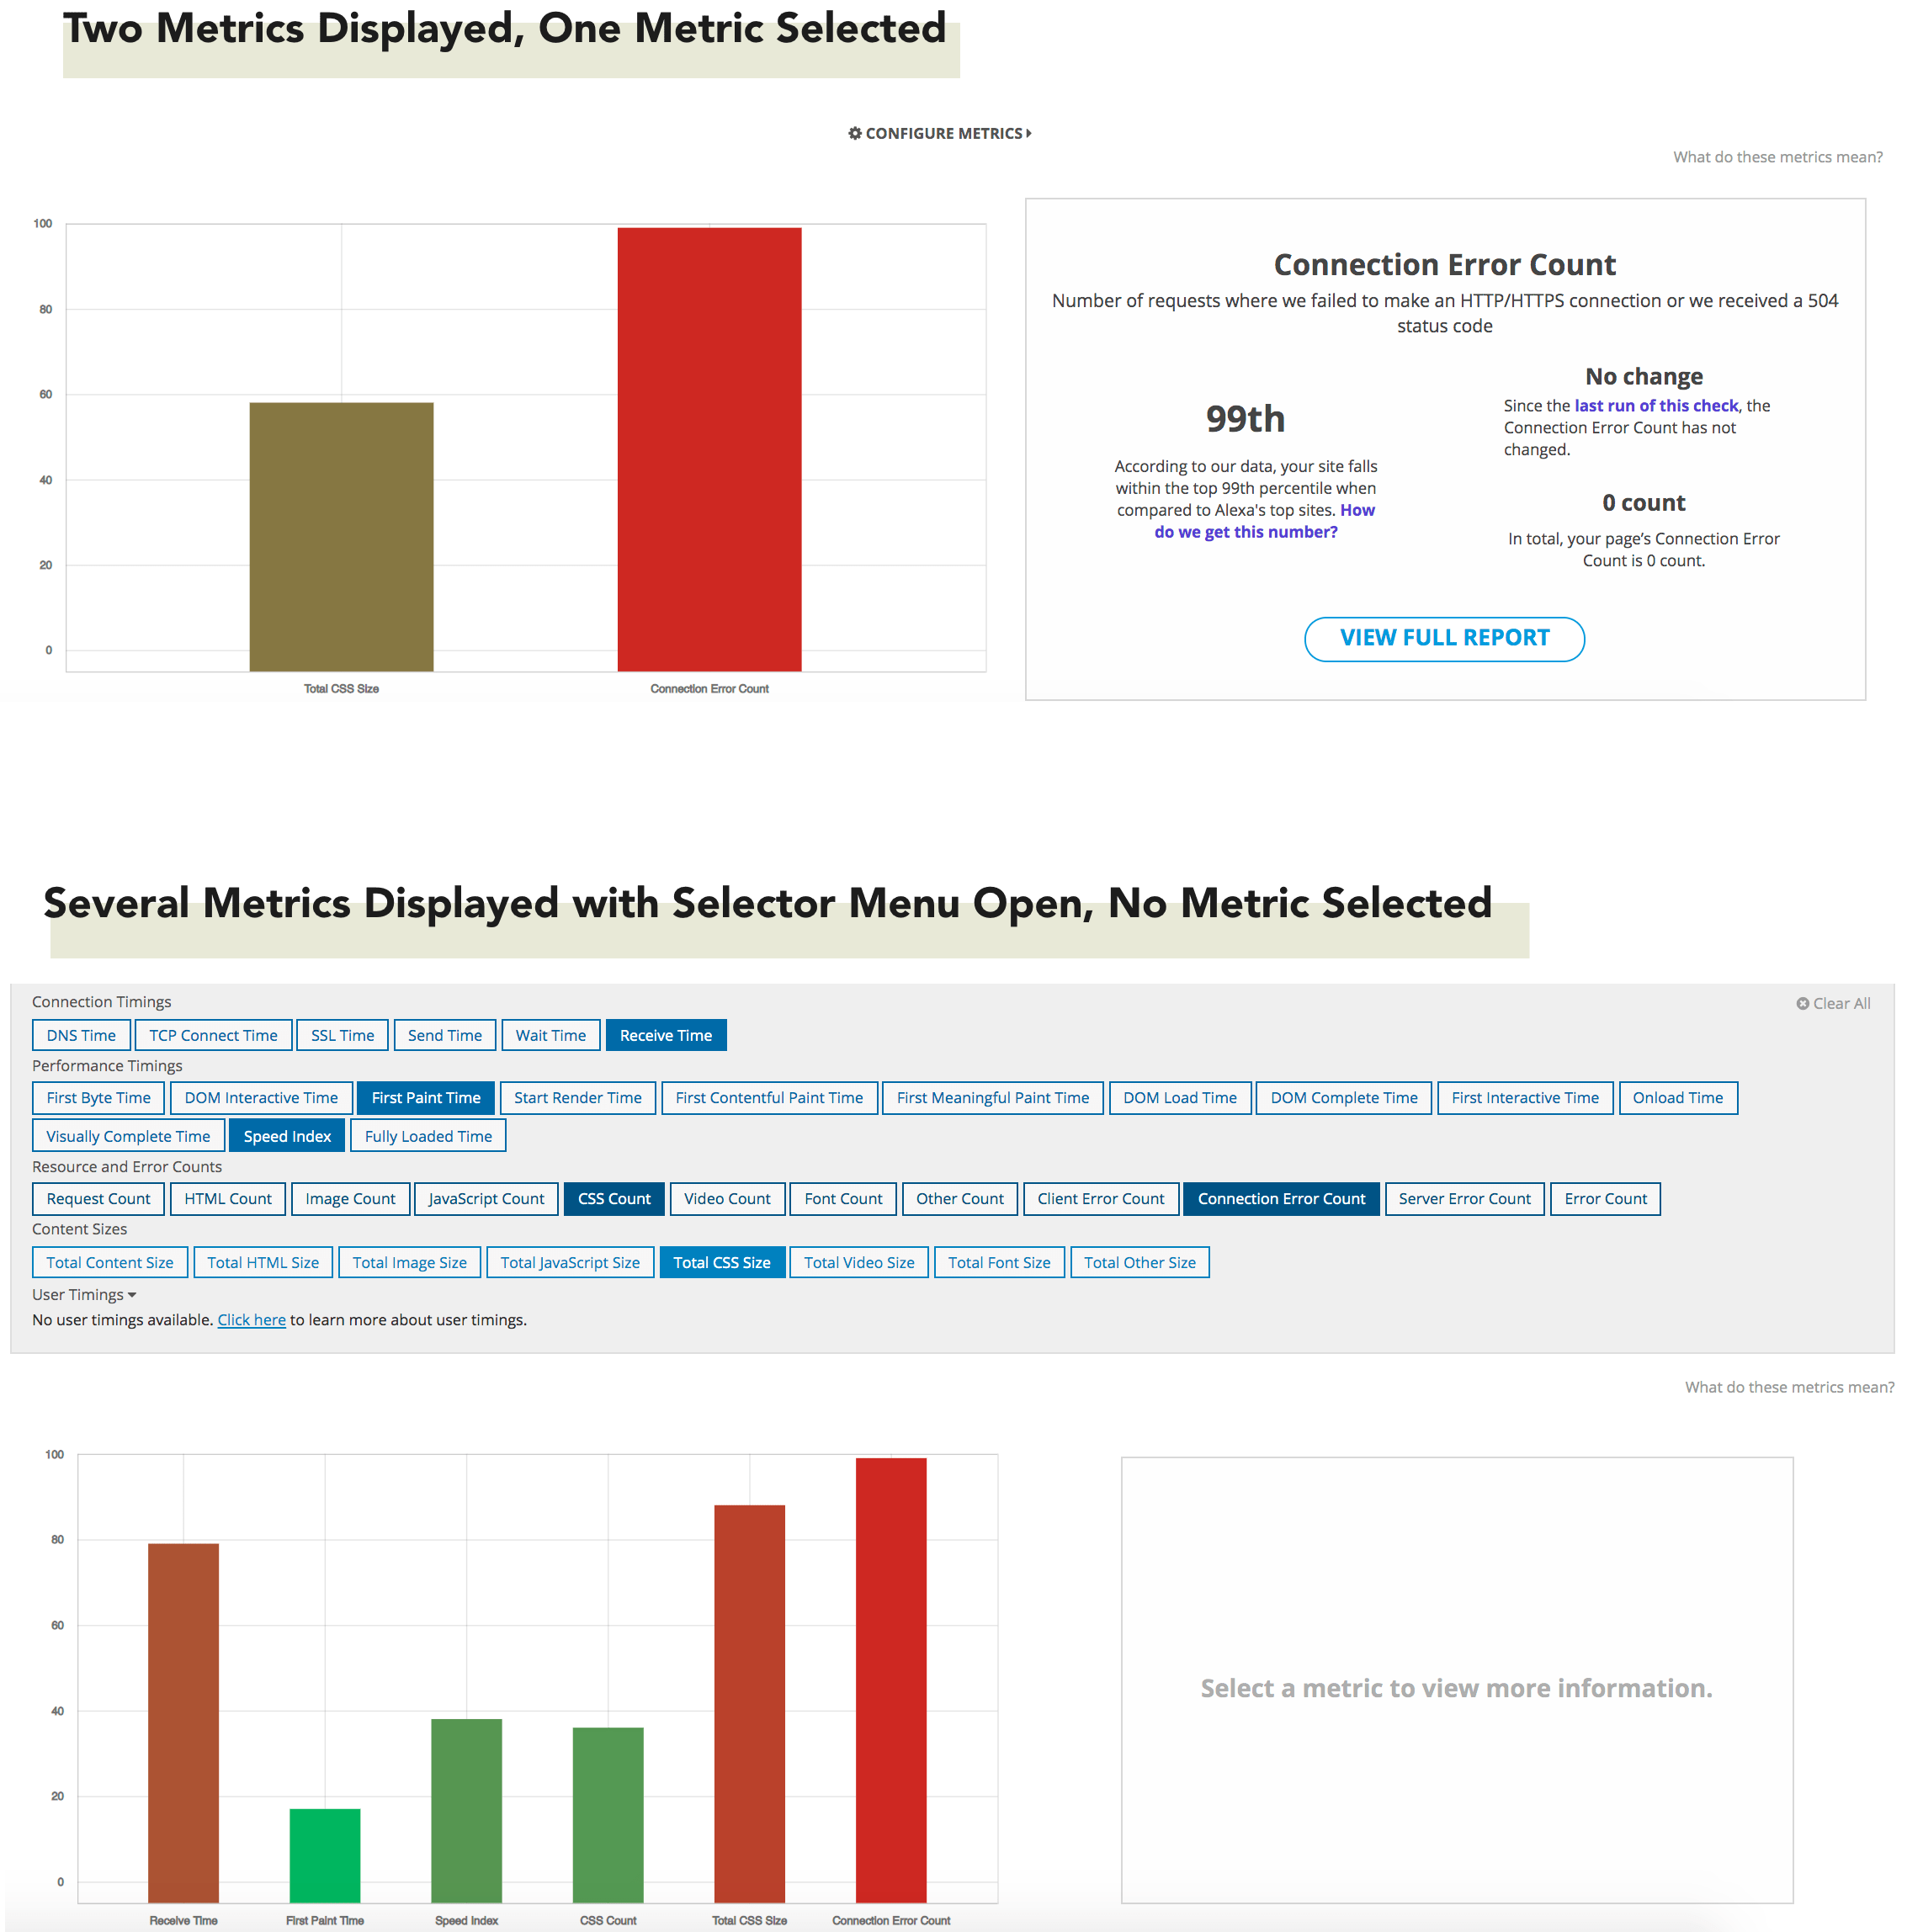 Two Metrics Displayed, One Metric Selected
CONFIGURE METRICS
What do these metrics mean?
100
80
60
40
20
0
Total CSS Size
Connection Error Count
Connection Error Count
Number of requests where we failed to make an HTTP/HTTPS connection or we received a 504
status code
99th
According to our data, your site falls
within the top 99th percentile when
compared to Alexa's top sites. How
do we get this number?
No change
Since the last run of this check, the
Connection Error Count has not
changed.
0 count
In total, your page’s Connection Error
Count is 0 count.
VIEW FULL REPORT
Several Metrics Displayed with Selector Menu Open, No Metric Selected
Connection Timings
Clear All
DNS Time TCP Connect Time SSL Time Send Time Wait Time Receive Time
Performance Timings
First Byte Time DOM Interactive Time First Paint Time Start Render Time First Contentful Paint Time First Meaningful Paint Time DOM Load Time DOM Complete Time First Interactive Time Onload Time
Visually Complete Time Speed Index Fully Loaded Time
Resource and Error Counts
Request Count HTML Count Image Count JavaScript Count CSS Count Video Count Font Count Other Count Client Error Count Connection Error Count Server Error Count Error Count
Content Sizes
Total Content Size Total HTML Size Total Image Size Total JavaScript Size Total CSS Size Total Video Size Total Font Size Total Other Size
User Timings
No user timings available. Click here to learn more about user timings.
What do these metrics mean?
100
80
60
40
20
0
Receive Time
First Paint Time
Speed Index
CSS Count
Total CSS Size
Connection Error Count
Select a metric to view more information.